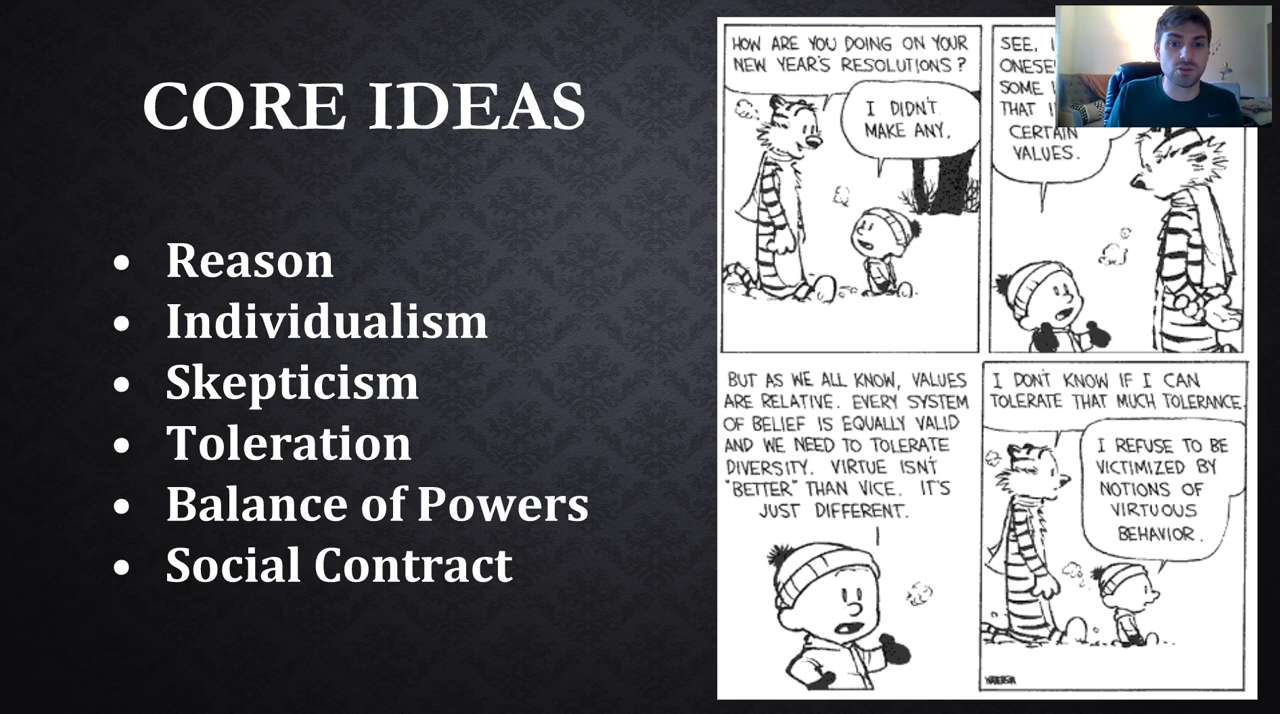 CORE IDEAS
• Reason
• Individualism
• Skepticism
• Toleration
• Balance of Powers
• Social Contract
HOW ARE YOU DOING ON YOUR
NEW YEAR'S RESOLUTIONS?
I DIDN'T
MAKE ANY.
SEE,
SOME
THAT
CERTAIN
VALUES.
BUT AS WE ALL KNOW, VALUES
ARE RELATIVE. EVERY SYSTEM
OF BELIEF IS EQUALLY VALID
AND WE NEED TO TOLERATE
DIVERSITY. VIRTUE ISN'T
"BETTER" THAN VICE. IT'S
JUST DIFFERENT.
I DON'T KNOW IF I CAN
TOLERATE THAT MUCH TOLERANCE.
I REFUSE TO BE
VICTIMIZED BY
NOTIONS OF
VIRTUOUS
BEHAVIOR.
WATTERSON